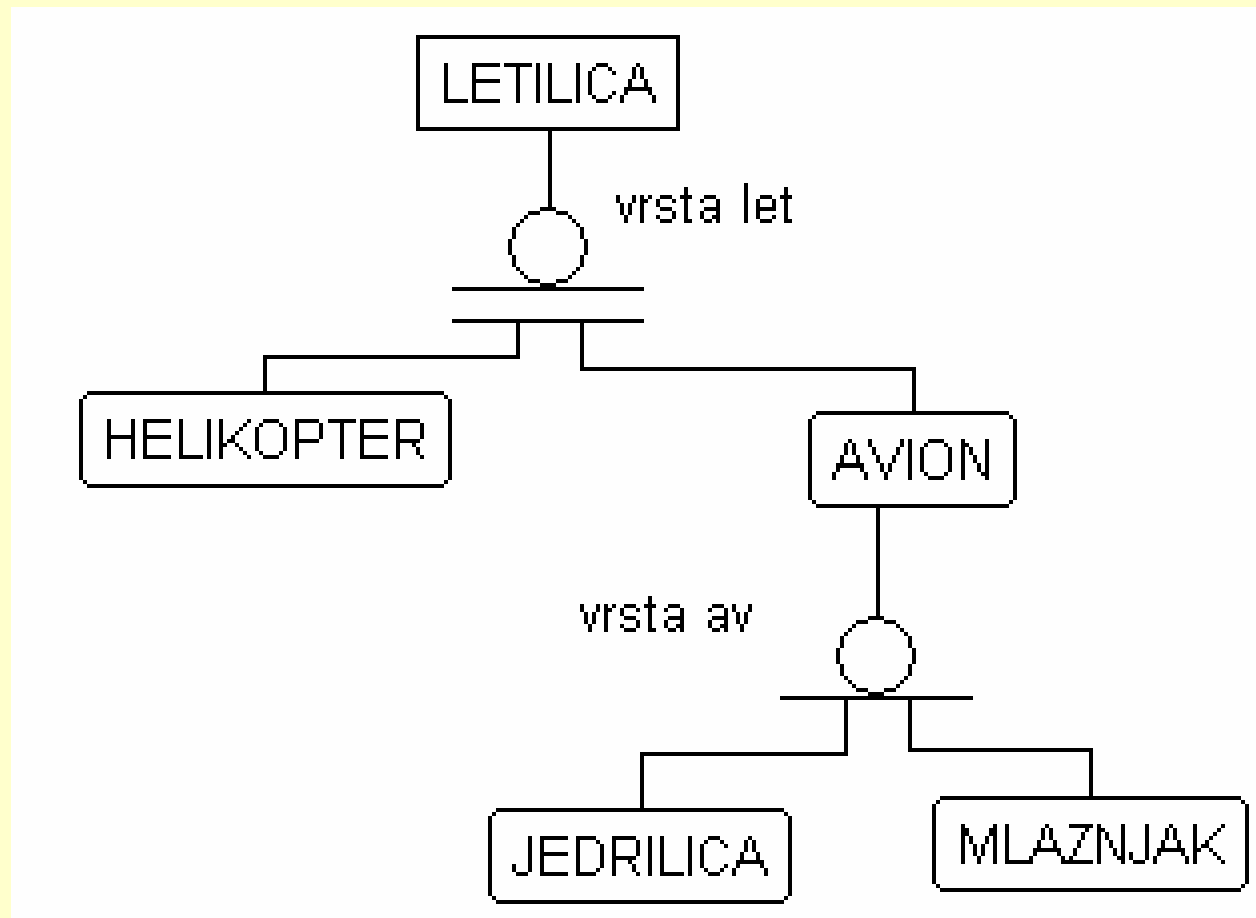 LETILICA
vrsta let
HELIKOPTER
AVION
vrsta av
JEDRILICA
MLAZNJAK